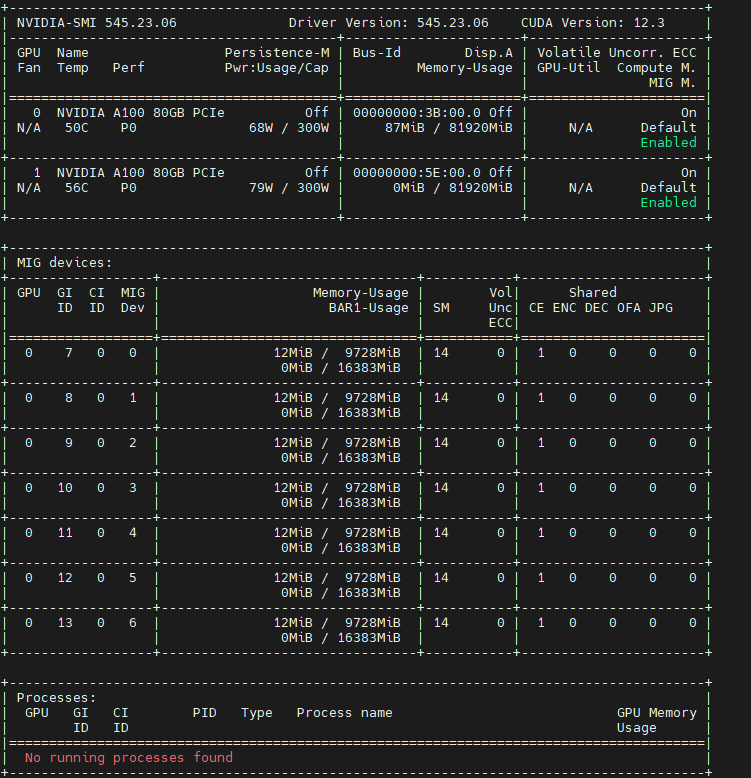 +---------------------------------------------------------------------------------------+
| NVIDIA-SMI 545.23.06              Driver Version: 545.23.06    CUDA Version: 12.3     |
|-----------------------------------------+----------------------+----------------------+
| GPU  Name                 Persistence-M | Bus-Id        Disp.A | Volatile Uncorr. ECC |
| Fan  Temp   Perf          Pwr:Usage/Cap |         Memory-Usage | GPU-Util  Compute M. |
|                                         |                      |               MIG M. |
|=========================================+======================+======================|
|   0  NVIDIA A100 80GB PCIe          Off | 00000000:3B:00.0 Off |                   On |
| N/A   50C    P0              68W / 300W |     87MiB / 81920MiB |     N/A      Default |
|                                         |                      |              Enabled |
+-----------------------------------------+----------------------+----------------------+
|   1  NVIDIA A100 80GB PCIe          Off | 00000000:5E:00.0 Off |                   On |
| N/A   56C    P0              79W / 300W |      0MiB / 81920MiB |     N/A      Default |
|                                         |                      |              Enabled |
+-----------------------------------------+----------------------+----------------------+

+---------------------------------------------------------------------------------------+
| MIG devices:                                                                          |
+------------------+--------------------------------+-----------+-----------------------+
| GPU  GI  CI  MIG |                   Memory-Usage |        Vol|      Shared           |
|      ID  ID  Dev |                     BAR1-Usage | SM     Unc| CE ENC DEC OFA JPG    |
|                  |                                |        ECC|                       |
|==================+================================+===========+=======================|
|  0    7   0   0  |              12MiB /  9728MiB  | 14      0 |  1   0    0    0    0 |
|                  |               0MiB / 16383MiB  |           |                       |
+------------------+--------------------------------+-----------+-----------------------+
|  0    8   0   1  |              12MiB /  9728MiB  | 14      0 |  1   0    0    0    0 |
|                  |               0MiB / 16383MiB  |           |                       |
+------------------+--------------------------------+-----------+-----------------------+
|  0    9   0   2  |              12MiB /  9728MiB  | 14      0 |  1   0    0    0    0 |
|                  |               0MiB / 16383MiB  |           |                       |
+------------------+--------------------------------+-----------+-----------------------+
|  0   10   0   3  |              12MiB /  9728MiB  | 14      0 |  1   0    0    0    0 |
|                  |               0MiB / 16383MiB  |           |                       |
+------------------+--------------------------------+-----------+-----------------------+
|  0   11   0   4  |              12MiB /  9728MiB  | 14      0 |  1   0    0    0    0 |
|                  |               0MiB / 16383MiB  |           |                       |
+------------------+--------------------------------+-----------+-----------------------+
|  0   12   0   5  |              12MiB /  9728MiB  | 14      0 |  1   0    0    0    0 |
|                  |               0MiB / 16383MiB  |           |                       |
+------------------+--------------------------------+-----------+-----------------------+
|  0   13   0   6  |              12MiB /  9728MiB  | 14      0 |  1   0    0    0    0 |
|                  |               0MiB / 16383MiB  |           |                       |
+------------------+--------------------------------+-----------+-----------------------+

+---------------------------------------------------------------------------------------+
| Processes:                                                                            |
|  GPU   GI   CI        PID   Type   Process name                            GPU Memory |
|        ID   ID                                                             Usage      |
|=======================================================================================|
|  No running processes found                                                           |
+---------------------------------------------------------------------------------------+